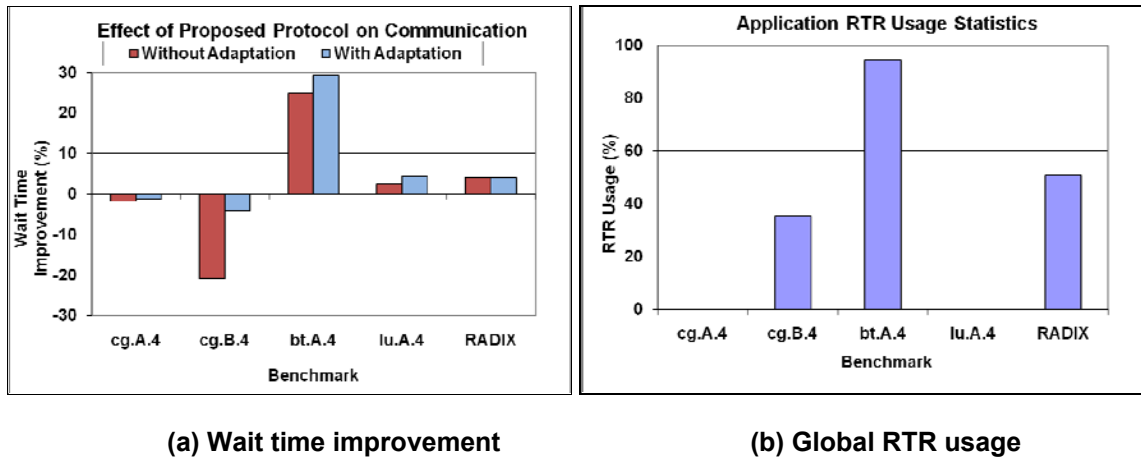 Effect of Proposed Protocol on Communication
Without Adaptation With Adaptation
Wait Time
Improvement (%)
30
20
10
0
-10
-20
-30
cg.A.4 cg.B.4 bt.A.4 lu.A.4 RADIX
Benchmark
(a) Wait time improvement
Application RTR Usage Statistics
RTR Usage (%)
100
80
60
40
20
0
cg.A.4 cg.B.4 bt.A.4 lu.A.4 RADIX
Benchmark
(b) Global RTR usage